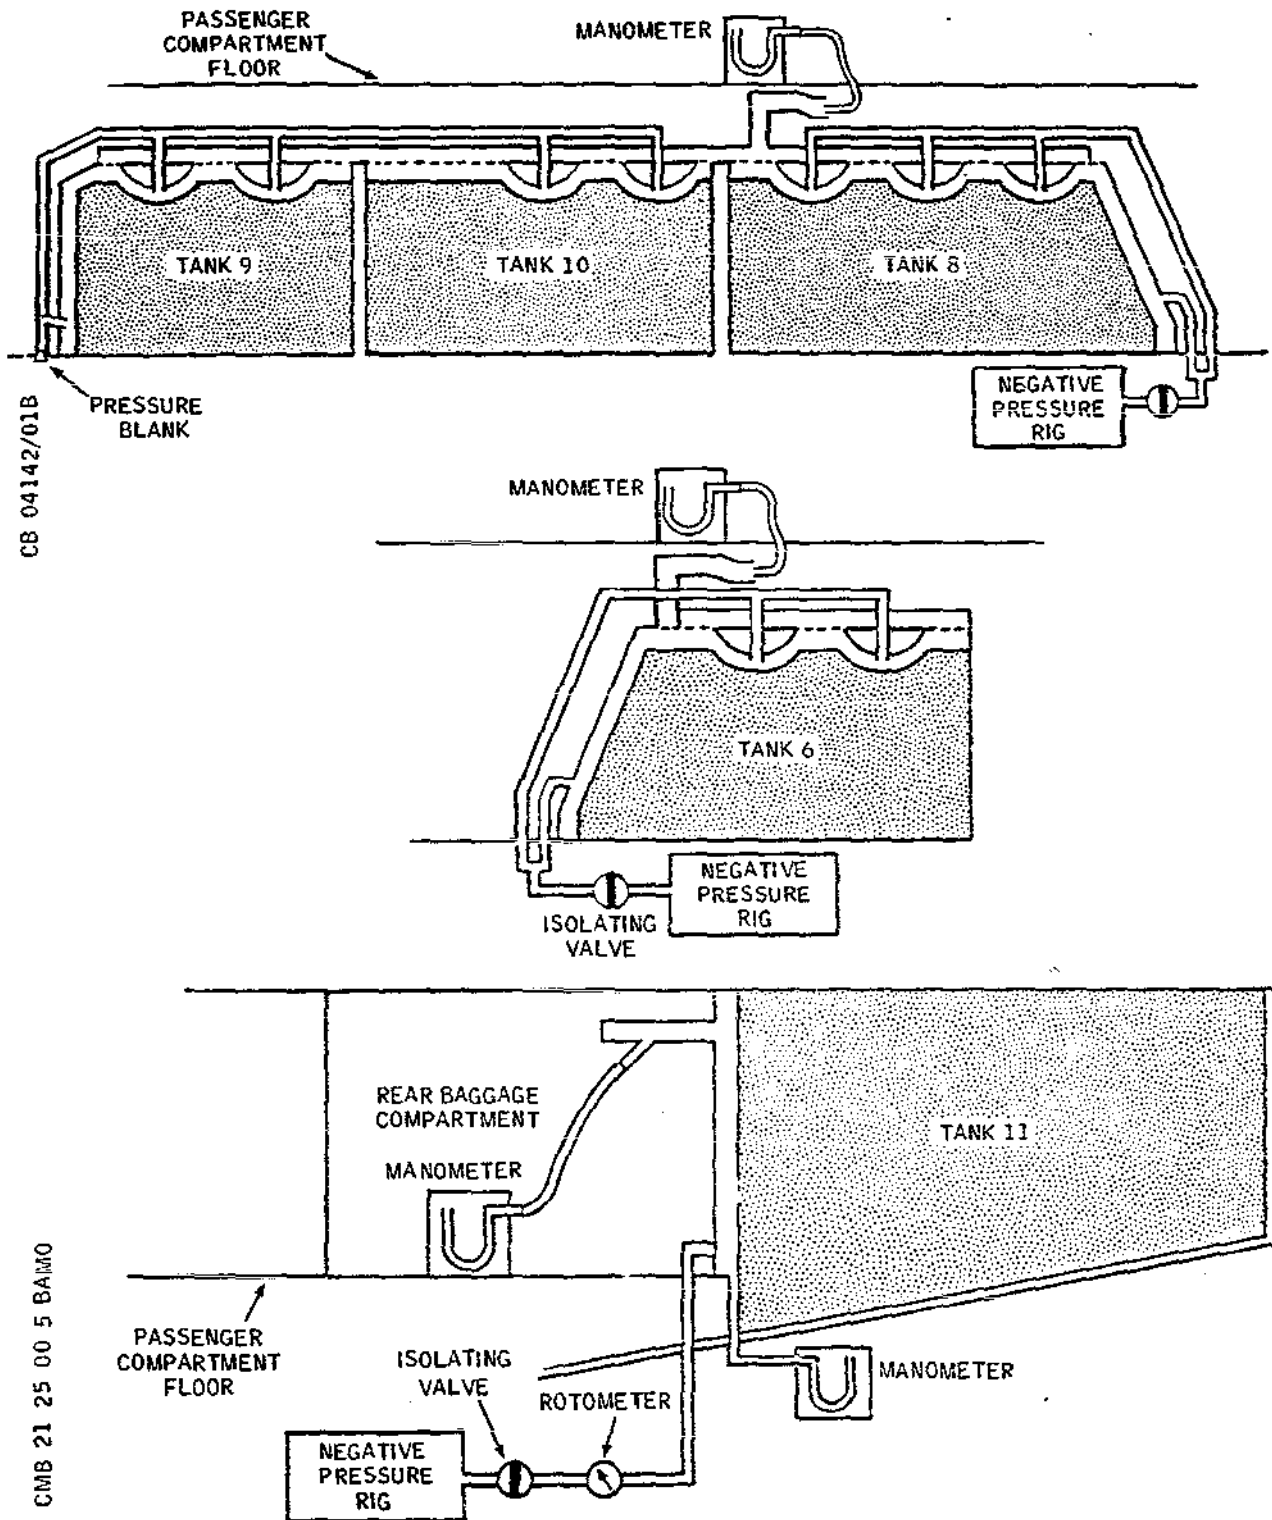 PASSENGER
COMPARTMENT
FLOOR
MANOMETER
TANK 9
TANK 10
TANK 8
PRESSURE
BLANK
NEGATIVE
PRESSURE
RIG
CB 04142/01B
MANOMETER
TANK 6
NEGATIVE
PRESSURE
RIG
ISOLATING
VALVE
REAR BAGGAGE
COMPARTMENT
MANOMETER
TANK 11
PASSENGER
COMPARTMENT
FLOOR
ISOLATING
VALVE
ROTOMETER
MANOMETER
NEGATIVE
PRESSURE
RIG
CMB 21 25 00 5 BAM0